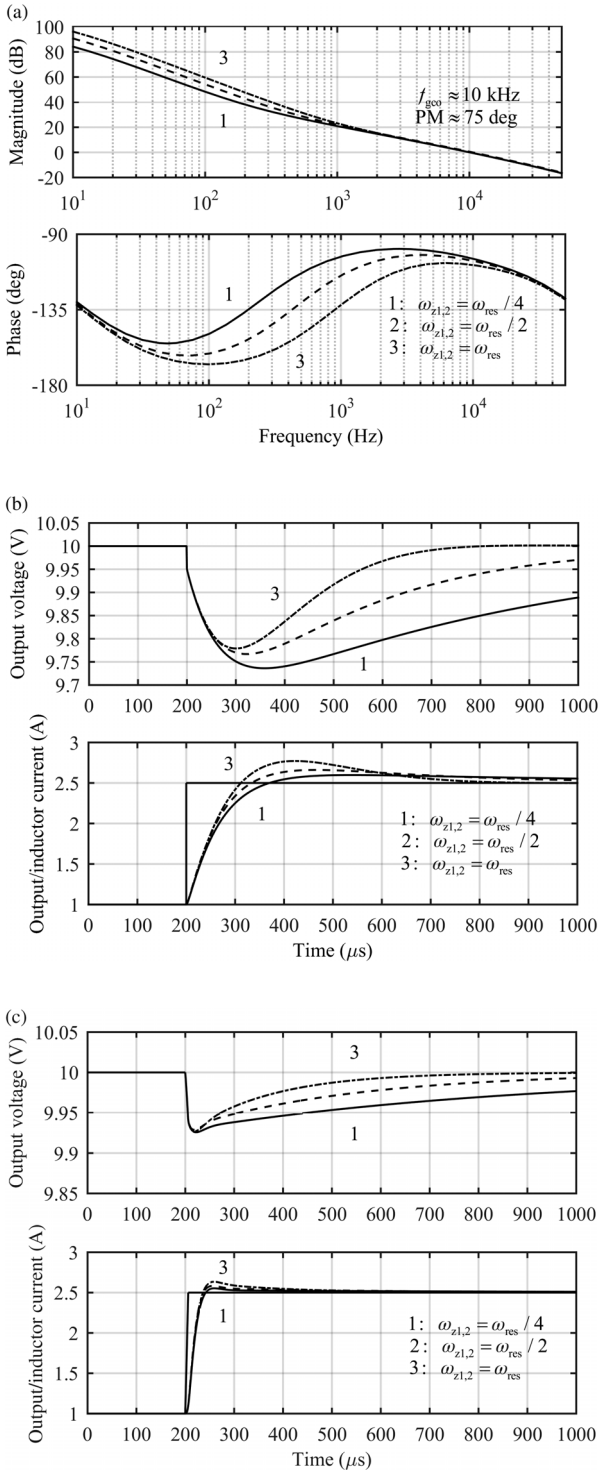 (a)
100
80
60
40
20
0
-20
Magnitude (dB)
3
1
f_gco ≈ 10 kHz
PM ≈ 75 deg
10^1 10^2 10^3 10^4
-90
-135
-180
Phase (deg)
1
3
1: ω_z1,2 = ω_res / 4
2: ω_z1,2 = ω_res / 2
3: ω_z1,2 = ω_res
10^1 10^2 10^3 10^4
Frequency (Hz)
(b)
10.05
10
9.95
9.9
9.85
9.8
9.75
9.7
Output voltage (V)
3
1
0 100 200 300 400 500 600 700 800 900 1000
3
2.5
2
1.5
1
Output/inductor current (A)
3
1
1: ω_z1,2 = ω_res / 4
2: ω_z1,2 = ω_res / 2
3: ω_z1,2 = ω_res
0 100 200 300 400 500 600 700 800 900 1000
Time (μs)
(c)
10.05
10
9.95
9.9
9.85
Output voltage (V)
3
1
0 100 200 300 400 500 600 700 800 900 1000
3
2.5
2
1.5
1
Output/inductor current (A)
3
1
1: ω_z1,2 = ω_res / 4
2: ω_z1,2 = ω_res / 2
3: ω_z1,2 = ω_res
0 100 200 300 400 500 600 700 800 900 1000
Time (μs)